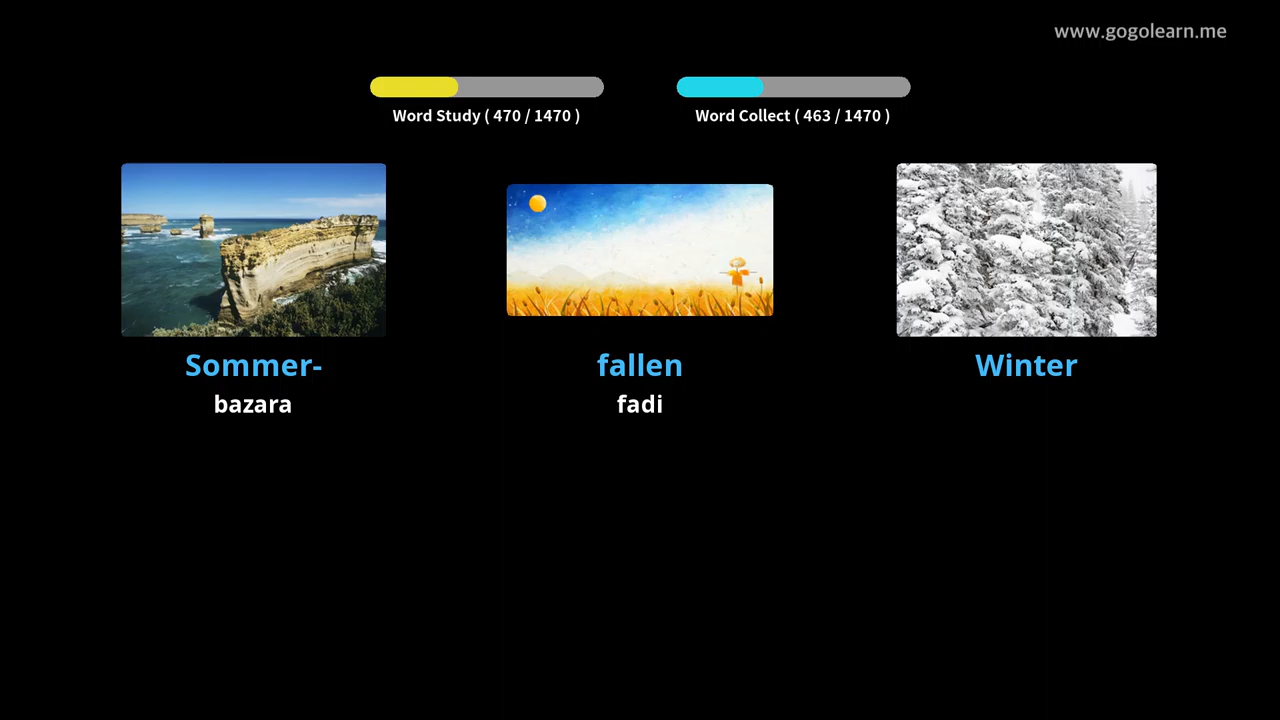 www.gogolearn.me
Word Study ( 470 / 1470 )
Word Collect ( 463 / 1470 )
Sommer-
bazara
fallen
fadi
Winter